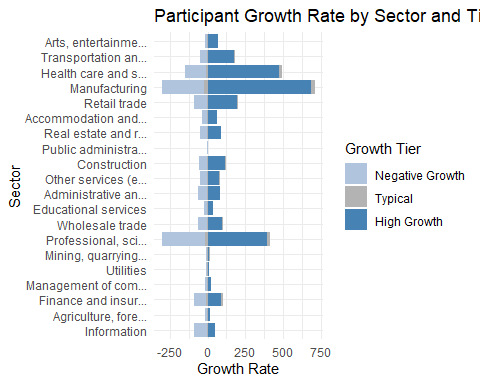 Participant Growth Rate by Sector and Ti
Arts, entertainme...
Transportation an...
Health care and s...
Manufacturing
Retail trade
Accommodation and...
Real estate and r...
Public administra...
Construction
Other services (e...
Administrative an...
Educational services
Wholesale trade
Professional, sci...
Mining, quarrying...
Utilities
Management of com...
Finance and insur...
Agriculture, fore...
Information
Sector
-250 0 250 500 750
Growth Rate
Growth Tier
Negative Growth
Typical
High Growth